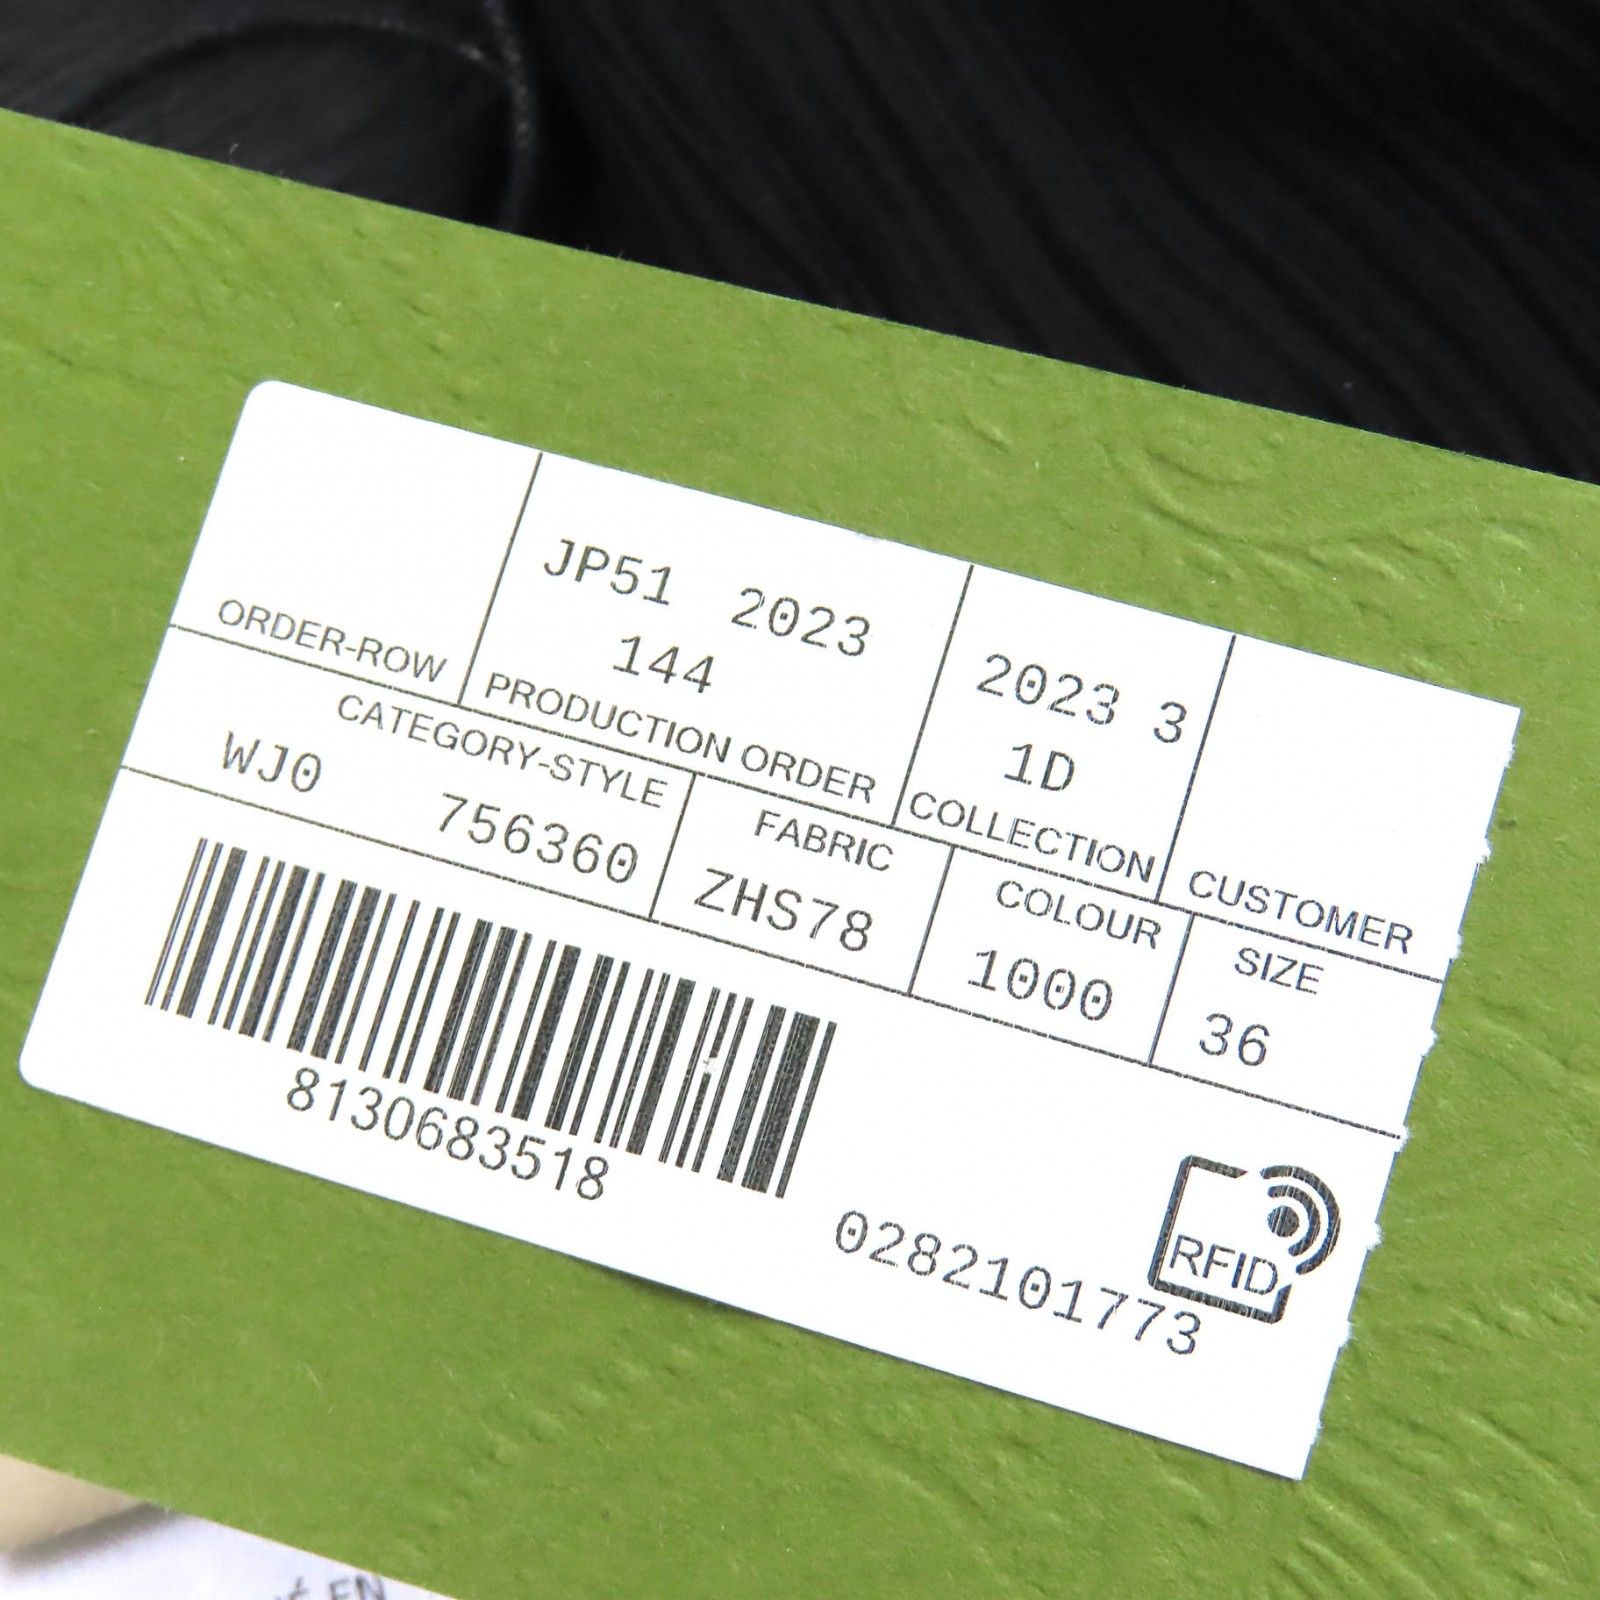 ORDER-ROW
JP51 2023
144
PRODUCTION ORDER
2023 3
1D
COLLECTION
CUSTOMER
CATEGORY-STYLE
WJ0 756360
FABRIC
ZHS78
COLOUR
1000
SIZE
36
8130683518
0282101773
RFID
É EN